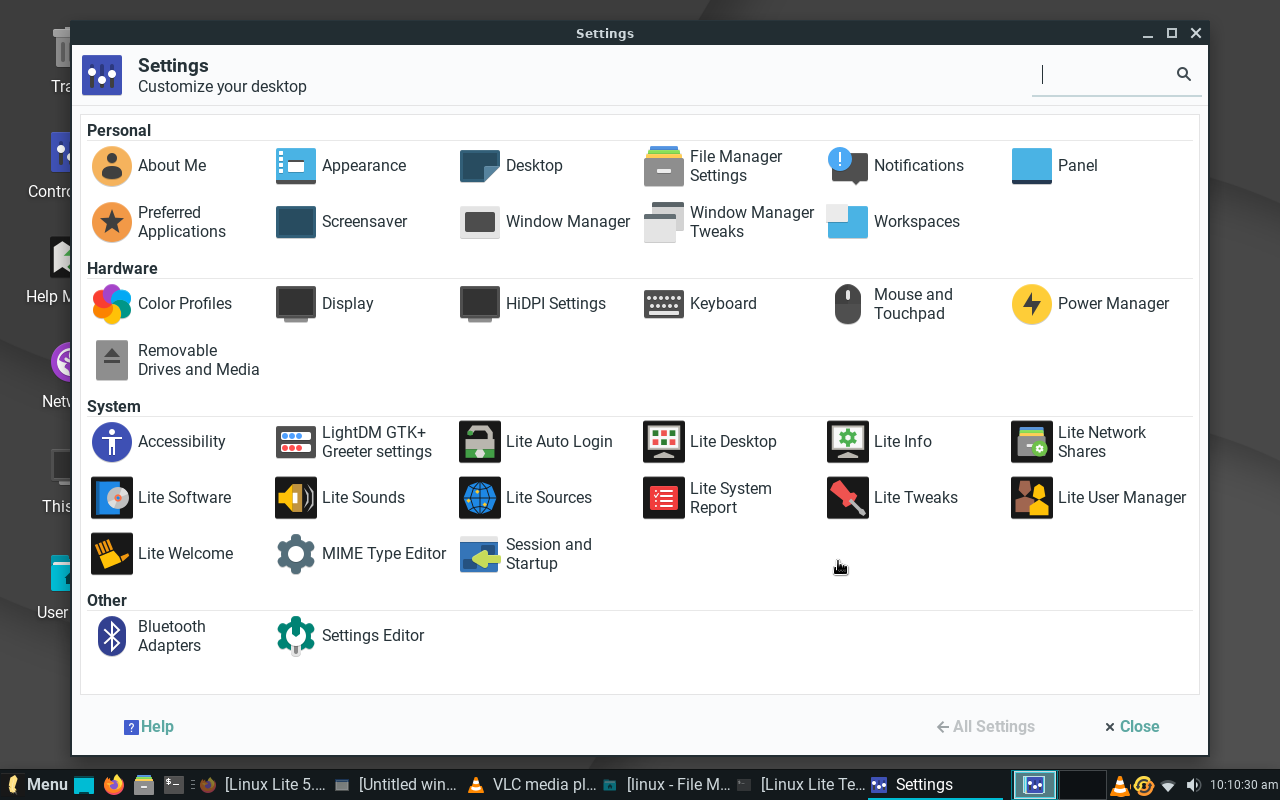 Settings
Settings
Customize your desktop
Personal
About Me
Appearance
Desktop
File Manager
Settings
Notifications
Panel
Preferred
Applications
Screensaver
Window Manager
Window Manager
Tweaks
Workspaces
Hardware
Color Profiles
Display
HiDPI Settings
Keyboard
Mouse and
Touchpad
Power Manager
Removable
Drives and Media
System
Accessibility
LightDM GTK+
Greeter settings
Lite Auto Login
Lite Desktop
Lite Info
Lite Network
Shares
Lite Software
Lite Sounds
Lite Sources
Lite System
Report
Lite Tweaks
Lite User Manager
Lite Welcome
MIME Type Editor
Session and
Startup
Other
Bluetooth
Adapters
Settings Editor
? Help
All Settings
Close
Tra
Contro
Help M
Netw
This
User
Menu
[Linux Lite 5....
[Untitled win...
VLC media pl...
[linux - File M...
[Linux Lite Te...
Settings
10:10:30 am